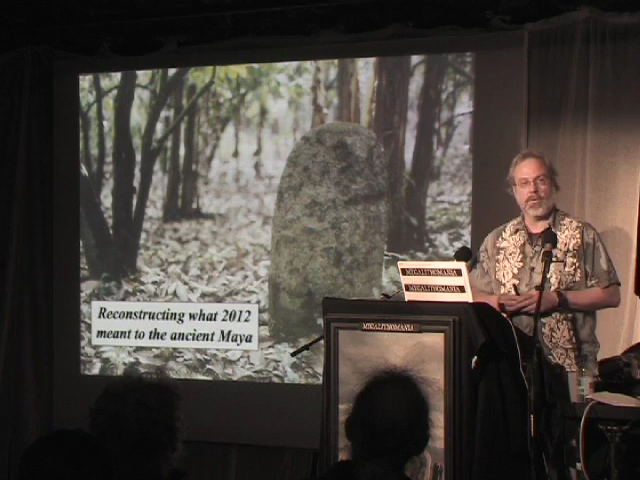 Reconstructing what 2012
meant to the ancient Maya
MEGALITHOMANIA
MEGALITHOMANIA
MEGALITHOMANIA